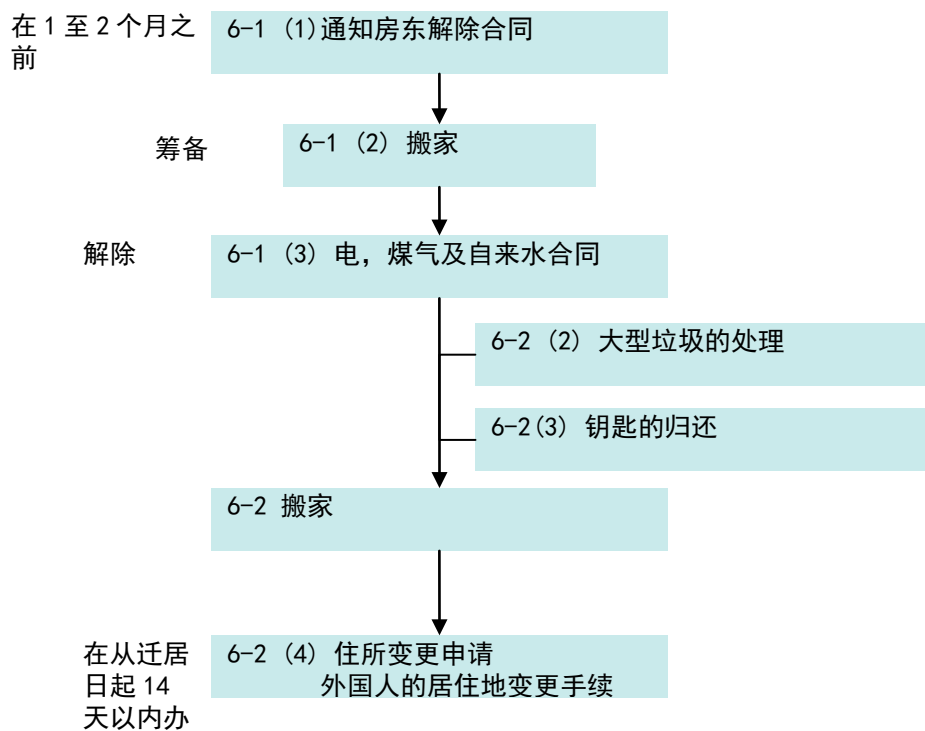 在1至2个月之
前
6-1 (1)通知房东解除合同
筹备
6-1 (2) 搬家
解除
6-1 (3) 电，煤气及自来水合同
6-2 (2) 大型垃圾的处理
6-2(3) 钥匙的归还
6-2 搬家
在从迁居
日起14
天以内办
6-2 (4) 住所变更申请
外国人的居住地变更手续